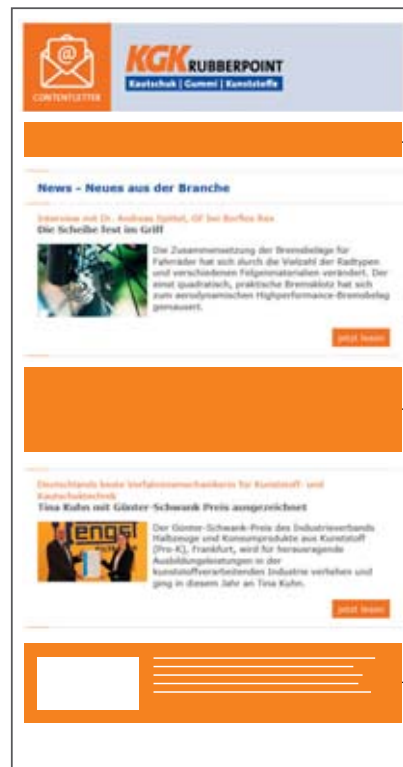 CONTENTLETTER
KGK RUBBERPOINT
Kautschuk | Gummi | Kunststoffe
News - Neues aus der Branche
Interview mit Dr. Andreas Spittel, GF bei
Die Scheibe fest im Griff
Die Zusammensetzung der Bremsbeläge für
Fahrräder hat sich durch die Vielzahl der Radtypen
und verschiedenen Felgenmaterialien verändert. Der
einst quadratisch, praktische Bremsklotz hat sich
zum aerodynamischen Highperformance-Bremsbelag
gemausert.
jetzt lesen!
Deutschlands beste Verfahrensmechanikerin für Kunststoff- und
Kautschuktechnik
Tina Kuhn mit Günter-Schwank Preis ausgezeichnet
engst
Der Günter-Schwank-Preis des Industrieverbands
Halbzeuge und Konsumprodukte aus Kunststoff
(Pro-K), Frankfurt, wird für herausragende
Ausbildungsleistungen in der
kunststoffverarbeitenden Industrie verliehen und
ging in diesem Jahr an Tina Kuhn.
jetzt lesen!